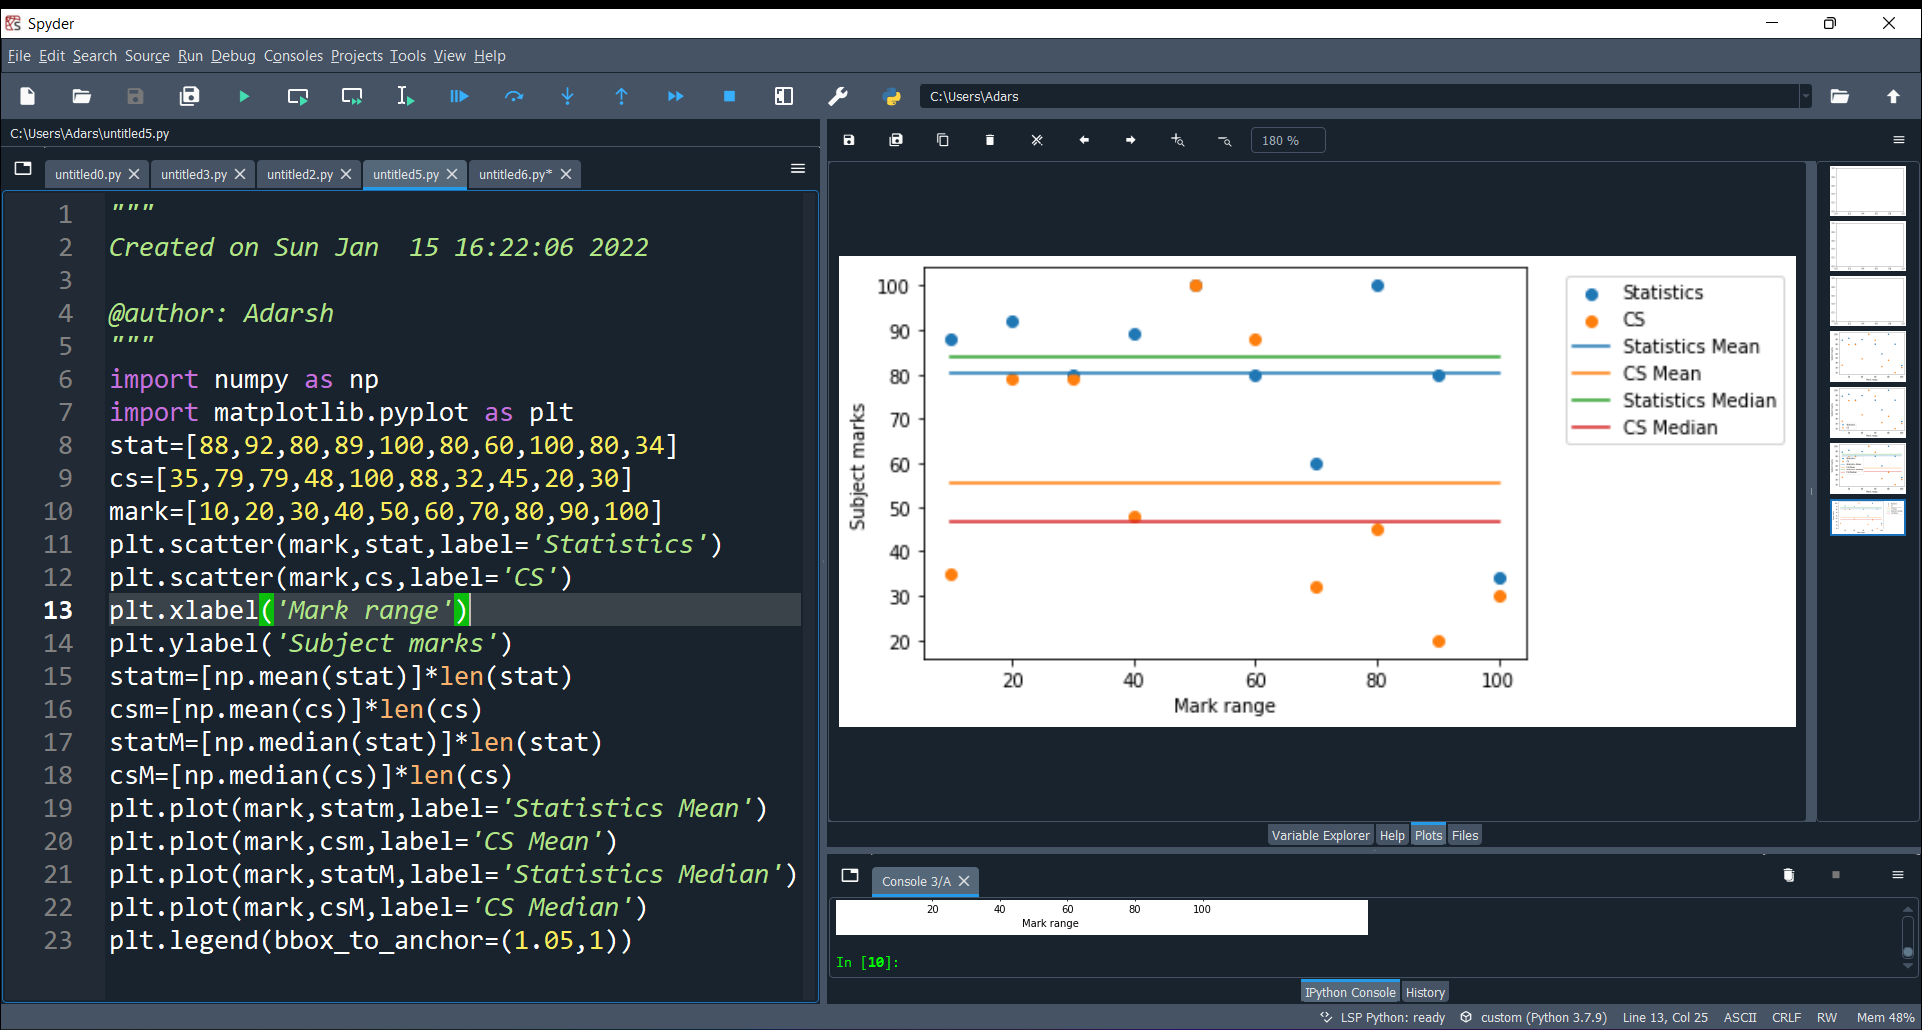 Spyder
File Edit Search Source Run Debug Consoles Projects Tools View Help
C:\Users\Adars
C:\Users\Adars\untitled5.py
180 %
untitled0.py untitled3.py untitled2.py untitled5.py untitled6.py*
1 """
2 Created on Sun Jan  15 16:22:06 2022
3
4 @author: Adarsh
5 """
6 import numpy as np
7 import matplotlib.pyplot as plt
8 stat=[88,92,80,89,100,80,60,100,80,34]
9 cs=[35,79,79,48,100,88,32,45,20,30]
10 mark=[10,20,30,40,50,60,70,80,90,100]
11 plt.scatter(mark,stat,label='Statistics')
12 plt.scatter(mark,cs,label='CS')
13 plt.xlabel('Mark range')
14 plt.ylabel('Subject marks')
15 statm=[np.mean(stat)]*len(stat)
16 csm=[np.mean(cs)]*len(cs)
17 statM=[np.median(stat)]*len(stat)
18 csM=[np.median(cs)]*len(cs)
19 plt.plot(mark,statm,label='Statistics Mean')
20 plt.plot(mark,csm,label='CS Mean')
21 plt.plot(mark,statM,label='Statistics Median')
22 plt.plot(mark,csM,label='CS Median')
23 plt.legend(bbox_to_anchor=(1.05,1))
100
90
80
70
60
50
40
30
20
Subject marks
20 40 60 80 100
Mark range
Statistics
CS
Statistics Mean
CS Mean
Statistics Median
CS Median
Variable Explorer Help Plots Files
Console 3/A
20 40 60 80 100
Mark range
In [10]:
IPython Console History
LSP Python: ready custom (Python 3.7.9) Line 13, Col 25 ASCII CRLF RW Mem 48%